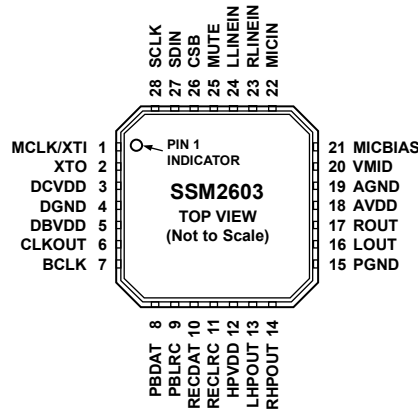 28 SCLK
27 SDIN
26 CSB
25 MUTE
24 LLINEIN
23 RLINEIN
22 MICIN
MCLK/XTI 1
XTO 2
DCVDD 3
DGND 4
DBVDD 5
CLKOUT 6
BCLK 7
PIN 1
INDICATOR
SSM2603
TOP VIEW
(Not to Scale)
21 MICBIAS
20 VMID
19 AGND
18 AVDD
17 ROUT
16 LOUT
15 PGND
PBDAT 8
PBLRC 9
RECDAT 10
RECLRC 11
HPVDD 12
LHPOUT 13
RHPOUT 14